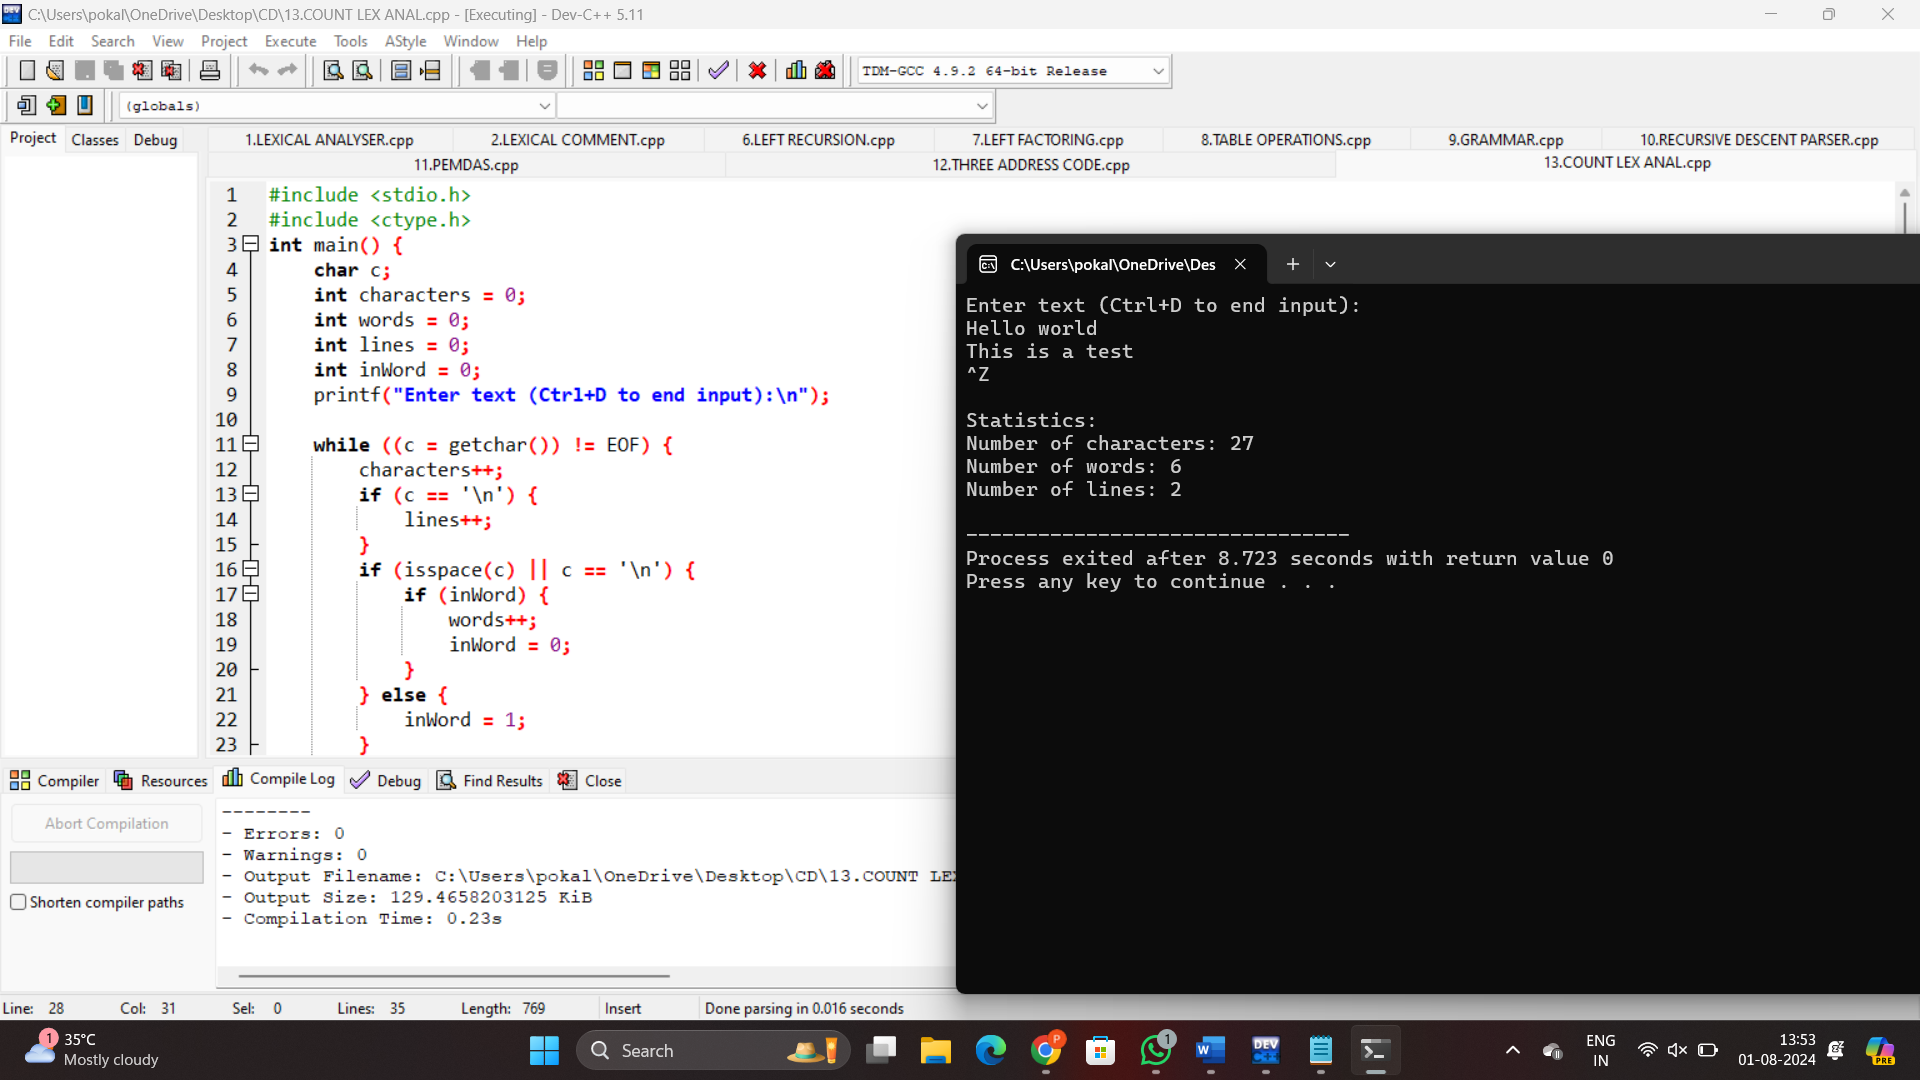 C:\Users\pokal\OneDrive\Desktop\CD\13.COUNT LEX ANAL.cpp - [Executing] - Dev-C++ 5.11
File Edit Search View Project Execute Tools AStyle Window Help
TDM-GCC 4.9.2 64-bit Release
(globals)
Project Classes Debug
1.LEXICAL ANALYSER.cpp 2.LEXICAL COMMENT.cpp 6.LEFT RECURSION.cpp 7.LEFT FACTORING.cpp 8.TABLE OPERATIONS.cpp 9.GRAMMAR.cpp 10.RECURSIVE DESCENT PARSER.cpp
11.PEMDAS.cpp 12.THREE ADDRESS CODE.cpp 13.COUNT LEX ANAL.cpp
1 #include <stdio.h>
2 #include <ctype.h>
3 int main() {
4 char c;
5 int characters = 0;
6 int words = 0;
7 int lines = 0;
8 int inWord = 0;
9 printf("Enter text (Ctrl+D to end input):\n");
10
11 while ((c = getchar()) != EOF) {
12 characters++;
13 if (c == '\n') {
14 lines++;
15 }
16 if (isspace(c) || c == '\n') {
17 if (inWord) {
18 words++;
19 inWord = 0;
20 }
21 } else {
22 inWord = 1;
23 }
C:\Users\pokal\OneDrive\Des
Enter text (Ctrl+D to end input):
Hello world
This is a test
^Z
Statistics:
Number of characters: 27
Number of words: 6
Number of lines: 2
--------------------------------
Process exited after 8.723 seconds with return value 0
Press any key to continue . . .
Compiler Resources Compile Log Debug Find Results Close
Abort Compilation
Shorten compiler paths
--------
- Errors: 0
- Warnings: 0
- Output Filename: C:\Users\pokal\OneDrive\Desktop\CD\13.COUNT LEX
- Output Size: 129.4658203125 KiB
- Compilation Time: 0.23s
Line: 28 Col: 31 Sel: 0 Lines: 35 Length: 769 Insert Done parsing in 0.016 seconds
1
35°C
Mostly cloudy
Search
P
1
W
DEV
C++
ENG
IN
13:53
01-08-2024
PRE